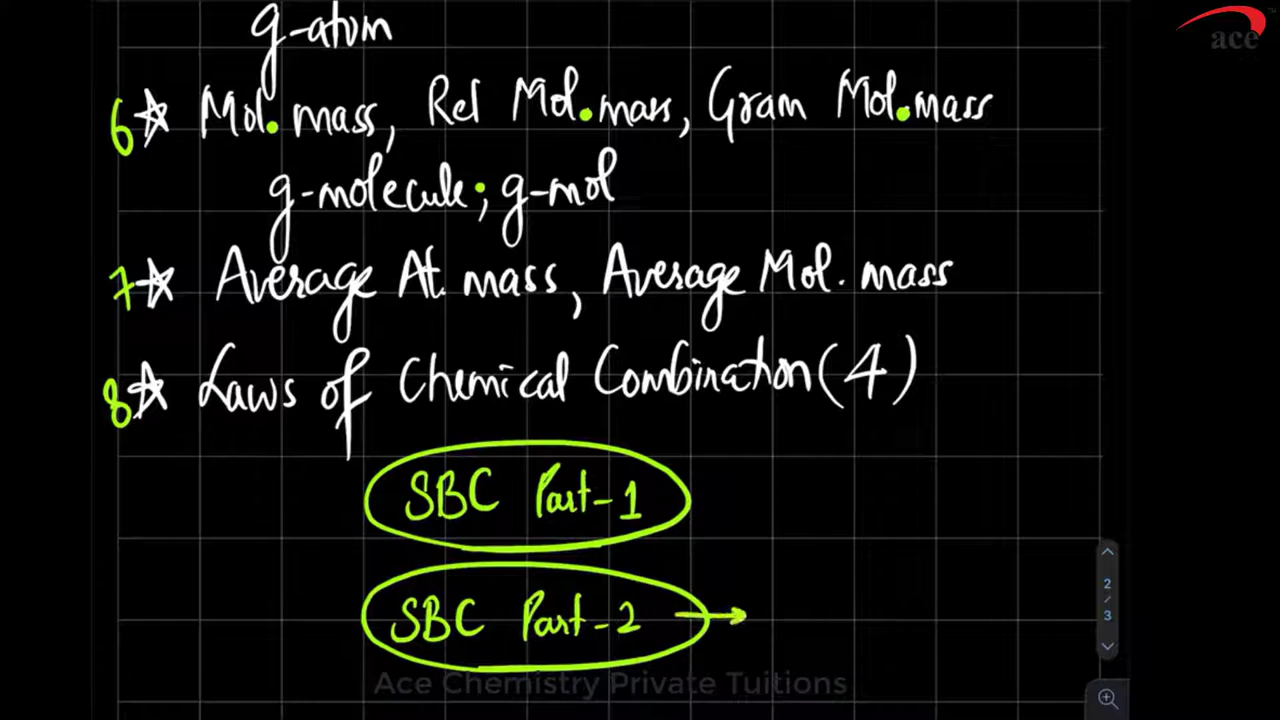 g-atom
ace
6☆ Mol. mass, Rel Mol. mass, Gram Mol. mass
g-molecule; g-mol
7☆ Average At. mass, Average Mol. mass
8☆ Laws of Chemical Combination (4)
SBC Part-1
SBC Part-2 →
2
/
3
Ace Chemistry Private Tuitions